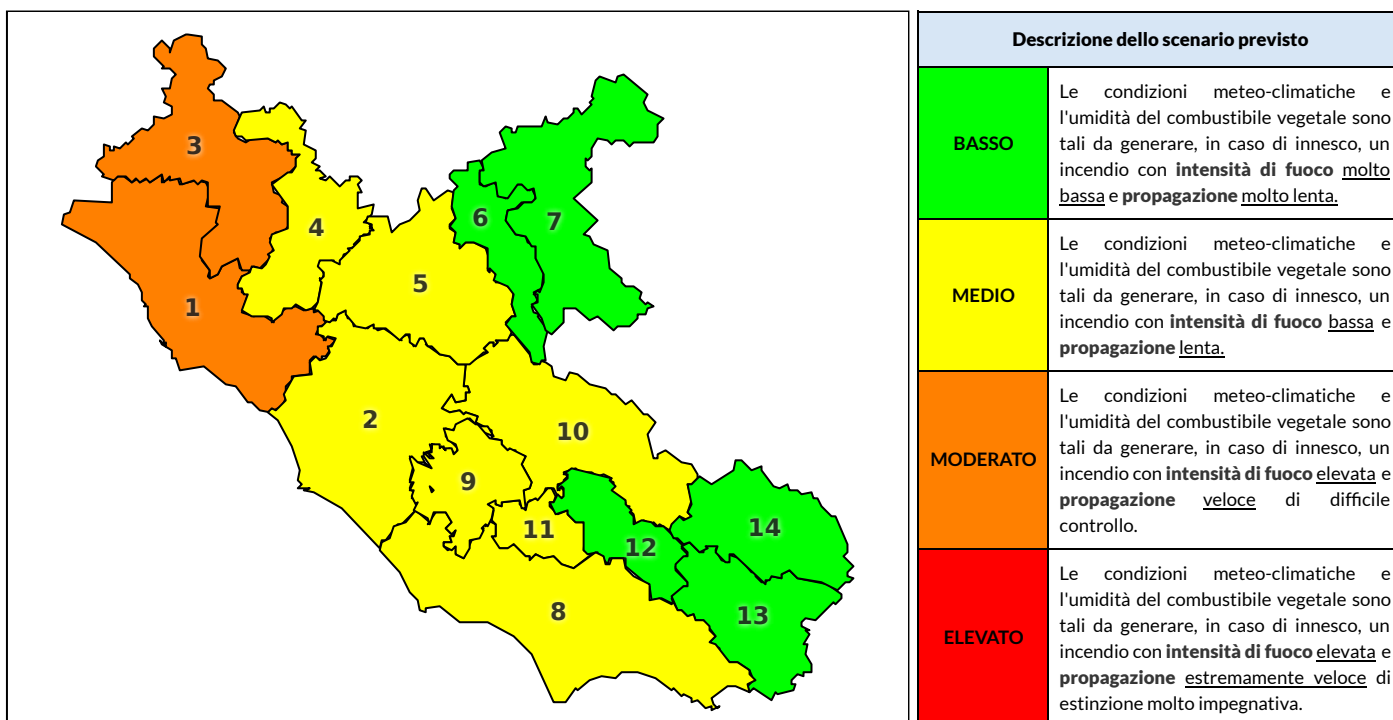 3
4
6
7
5
1
2
10
9
11
12
14
8
13
Descrizione dello scenario previsto
BASSO
Le condizioni meteo-climatiche e
l'umidità del combustibile vegetale sono
tali da generare, in caso di innesco, un
incendio con intensità di fuoco molto
bassa e propagazione molto lenta.
MEDIO
Le condizioni meteo-climatiche e
l'umidità del combustibile vegetale sono
tali da generare, in caso di innesco, un
incendio con intensità di fuoco bassa e
propagazione lenta.
MODERATO
Le condizioni meteo-climatiche e
l'umidità del combustibile vegetale sono
tali da generare, in caso di innesco, un
incendio con intensità di fuoco elevata e
propagazione veloce di difficile
controllo.
ELEVATO
Le condizioni meteo-climatiche e
l'umidità del combustibile vegetale sono
tali da generare, in caso di innesco, un
incendio con intensità di fuoco elevata e
propagazione estremamente veloce di
estinzione molto impegnativa.